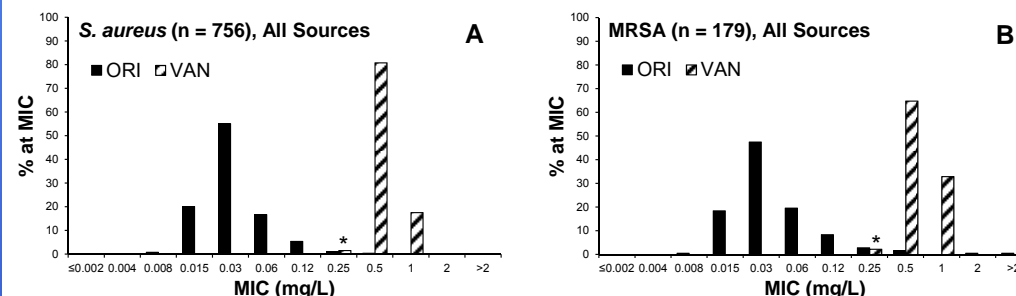 S. aureus (n = 756), All Sources
A
ORI VAN
% at MIC
100
90
80
70
60
50
40
30
20
10
0
*
≤0.002 0.004 0.008 0.015 0.03 0.06 0.12 0.25 0.5 1 2 >2
MIC (mg/L)
MRSA (n = 179), All Sources
B
ORI VAN
% at MIC
100
90
80
70
60
50
40
30
20
10
0
*
≤0.002 0.004 0.008 0.015 0.03 0.06 0.12 0.25 0.5 1 2 >2
MIC (mg/L)